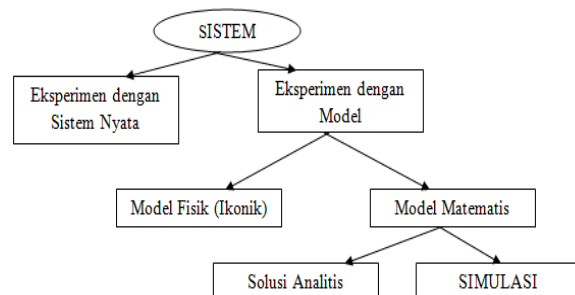 SISTEM
Eksperimen dengan
Sistem Nyata
Eksperimen dengan
Model
Model Fisik (Ikonik)
Model Matematis
Solusi Analitis
SIMULASI